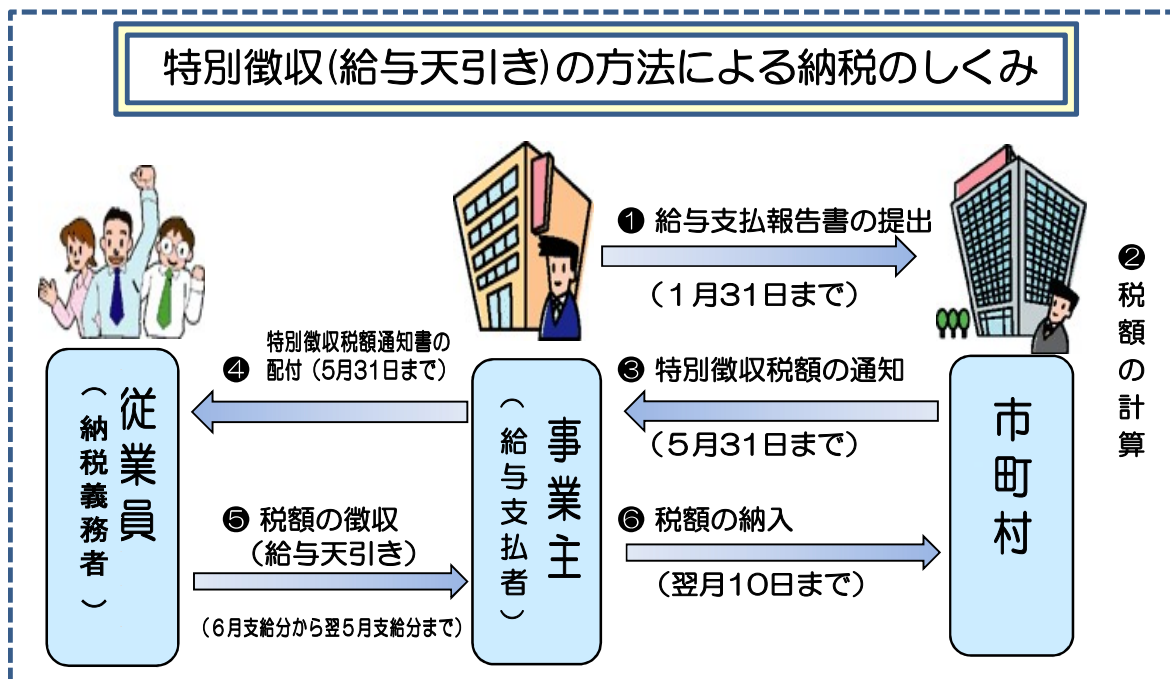 特別徴収(給与天引き)の方法による納税のしくみ
❶ 給与支払報告書の提出
（１月31日まで）
❷税額の計算
❸ 特別徴収税額の通知
（５月31日まで）
❹ 特別徴収税額通知書の
配付（５月31日まで）
❺ 税額の徴収
（給与天引き）
（６月支給分から翌５月支給分まで）
❻ 税額の納入
（翌月10日まで）
従業員
（納税義務者）
事業主
（給与支払者）
市町村